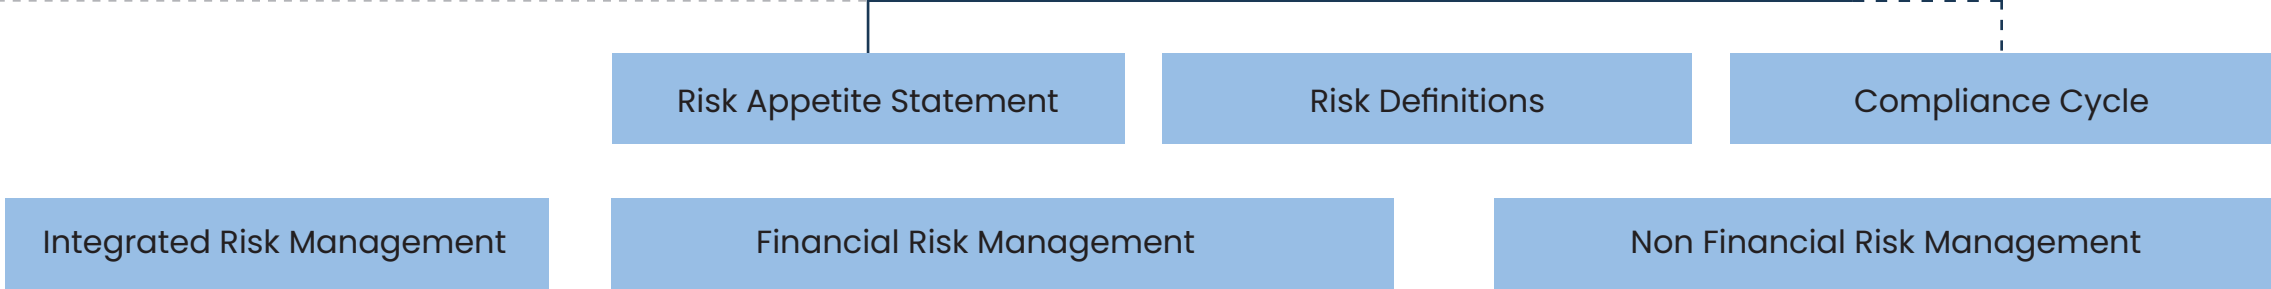 Risk Appetite Statement
Risk Definitions
Compliance Cycle
Integrated Risk Management
Financial Risk Management
Non Financial Risk Management